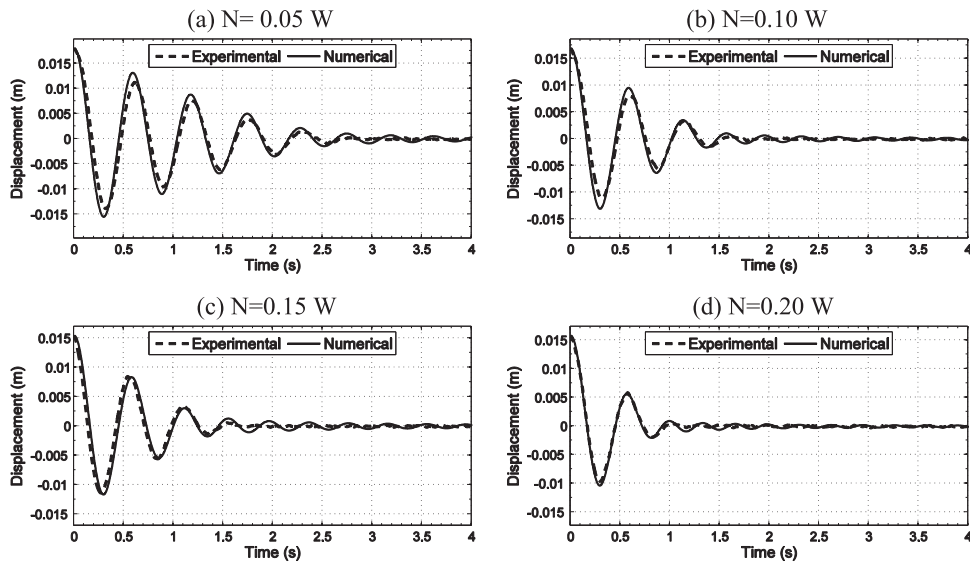 (a) N= 0.05 W
Experimental Numerical
Displacement (m)
0.015
0.01
0.005
0
-0.005
-0.01
-0.015
0 0.5 1 1.5 2 2.5 3 3.5 4
Time (s)
(b) N=0.10 W
Experimental Numerical
Displacement (m)
0.015
0.01
0.005
0
-0.005
-0.01
-0.015
0 0.5 1 1.5 2 2.5 3 3.5 4
Time (s)
(c) N=0.15 W
Experimental Numerical
Displacement (m)
0.015
0.01
0.005
0
-0.005
-0.01
-0.015
0 0.5 1 1.5 2 2.5 3 3.5 4
Time (s)
(d) N=0.20 W
Experimental Numerical
Displacement (m)
0.015
0.01
0.005
0
-0.005
-0.01
-0.015
0 0.5 1 1.5 2 2.5 3 3.5 4
Time (s)